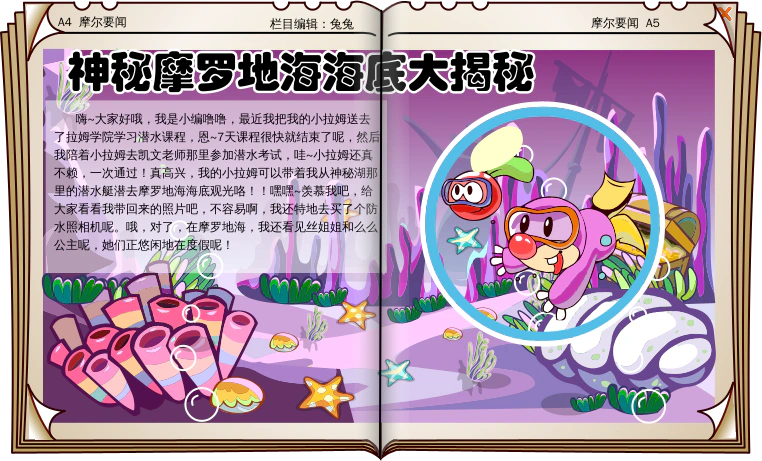 A4 摩尔要闻
栏目编辑：兔兔
摩尔要闻 A5
神秘摩罗地海海底大揭秘
嗨~大家好哦，我是小编噜噜，最近我把我的小拉姆送去
了拉姆学院学习潜水课程，恩~7天课程很快就结束了呢，然后
我陪着小拉姆去凯文老师那里参加潜水考试，哇~小拉姆还真
不赖，一次通过！真高兴，我的小拉姆可以带着我从神秘湖那
里的潜水艇潜去摩罗地海海底观光咯！！嘿嘿~羡慕我吧，给
大家看看我带回来的照片吧，不容易啊，我还特地去买了个防
水照相机呢。哦，对了，在摩罗地海，我还看见丝姐姐和么么
公主呢，她们正悠闲地在度假呢！